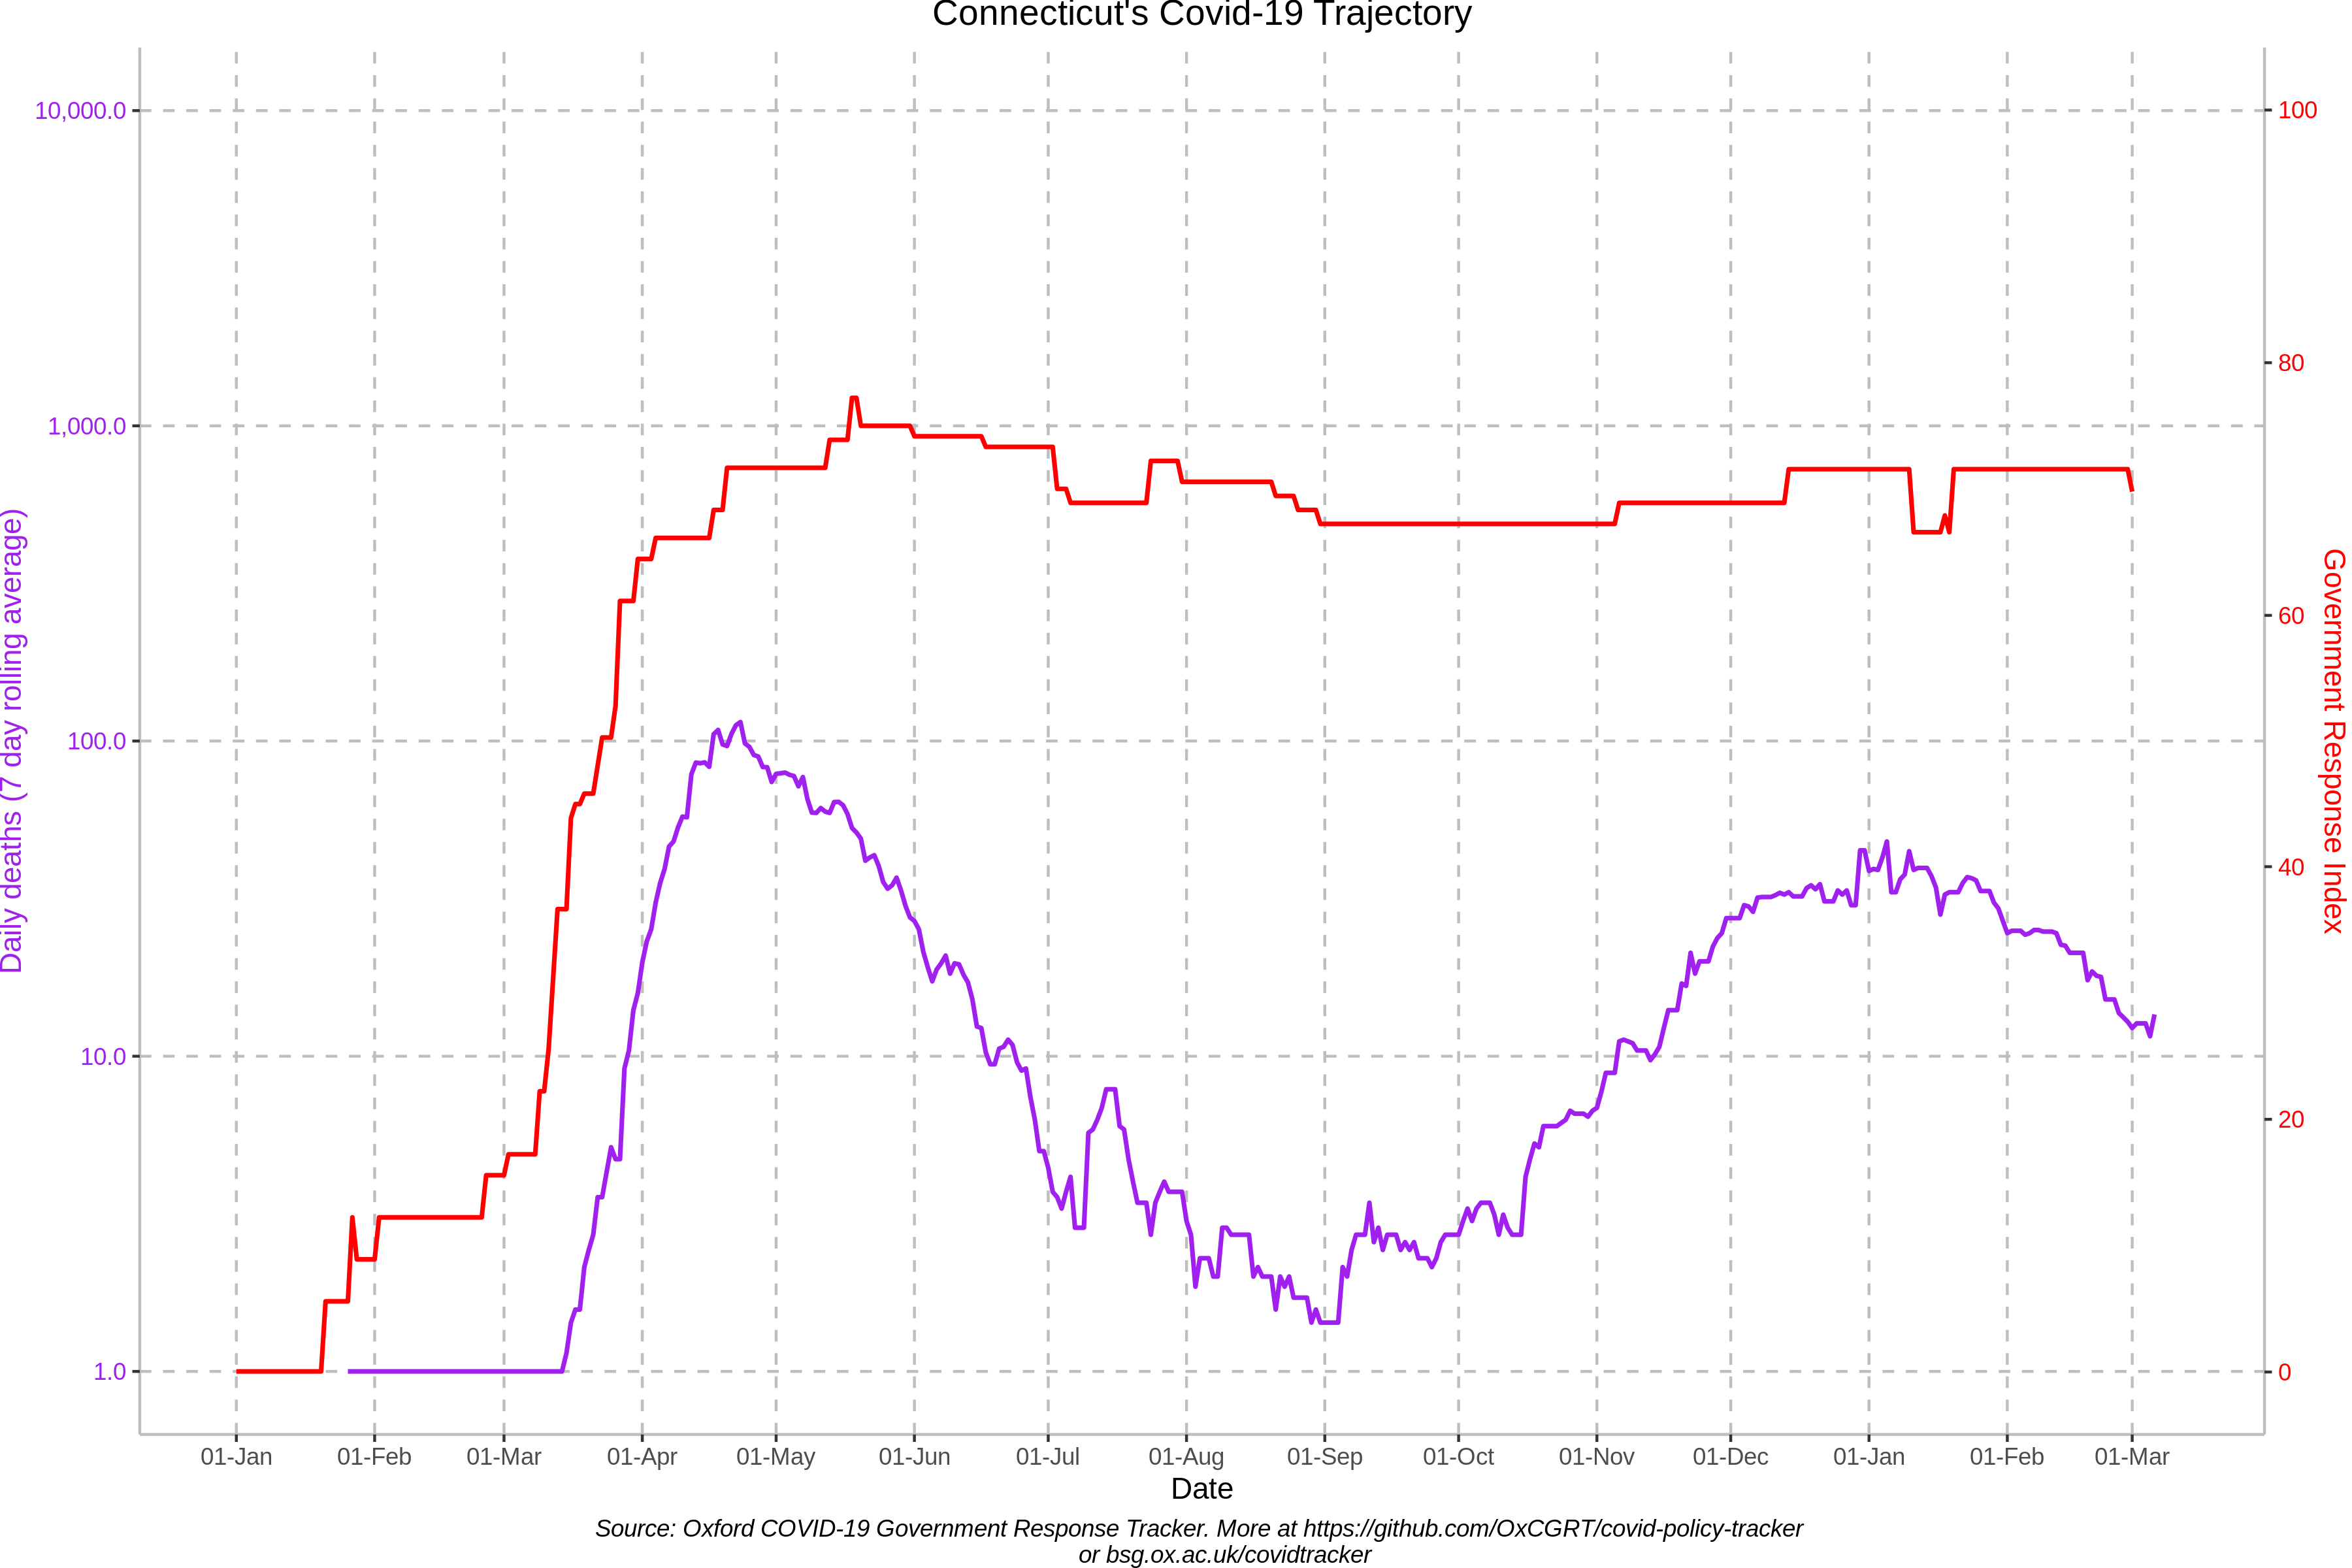 Connecticut's Covid-19 Trajectory
10,000.0
1,000.0
100.0
10.0
1.0
Daily deaths (7 day rolling average)
100
80
60
40
20
0
Government Response Index
01-Jan 01-Feb 01-Mar 01-Apr 01-May 01-Jun 01-Jul 01-Aug 01-Sep 01-Oct 01-Nov 01-Dec 01-Jan 01-Feb 01-Mar
Date
Source: Oxford COVID-19 Government Response Tracker. More at https://github.com/OxCGRT/covid-policy-tracker
or bsg.ox.ac.uk/covidtracker